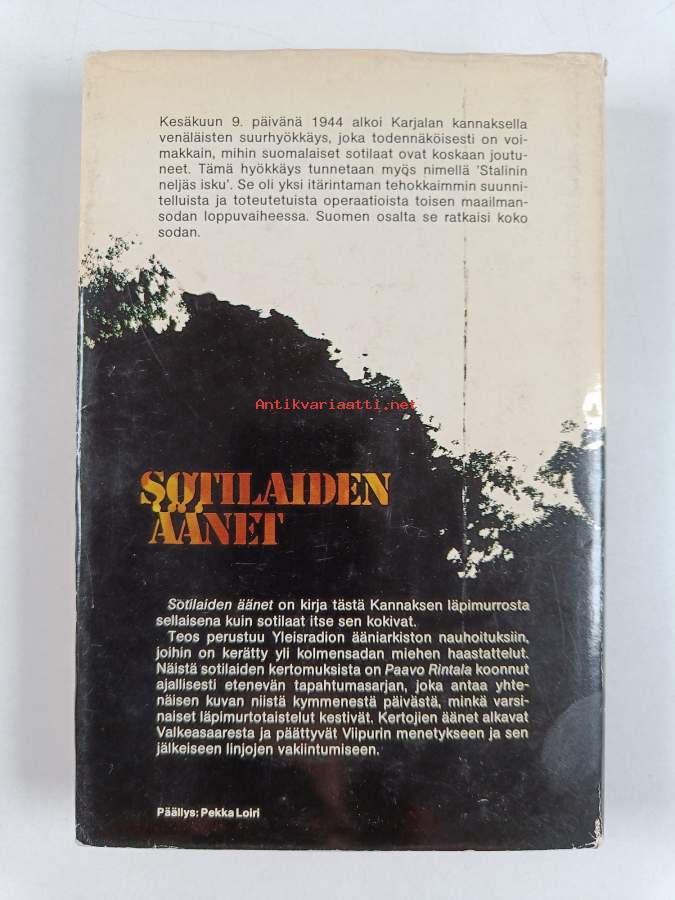 Kesäkuun 9. päivänä 1944 alkoi Karjalan kannaksella
venäläisten suurhyökkäys, joka todennäköisesti on voi-
makkain, mihin suomalaiset sotilaat ovat koskaan joutu-
neet. Tämä hyökkäys tunnetaan myös nimellä 'Stalinin
neljäs isku'. Se oli yksi itärintaman tehokkaimmin suunni-
telluista ja toteutetuista operaatioista toisen maailman-
sodan loppuvaiheessa. Suomen osalta se ratkaisi koko
sodan.
Antikvariaatti.net
SOTILAIDEN
ÄÄNET
Sotilaiden äänet on kirja tästä Kannaksen läpimurrosta
sellaisena kuin sotilaat itse sen kokivat.
Teos perustuu Yleisradion ääniarkiston nauhoituksiin,
joihin on kerätty yli kolmensadan miehen haastattelut.
Näistä sotilaiden kertomuksista on Paavo Rintala koonnut
ajallisesti etenevän tapahtumasarjan, joka antaa yhte-
näisen kuvan niistä kymmenestä päivästä, minkä varsi-
naiset läpimurtotaistelut kestivät. Kertojien äänet alkavat
Valkeasaaresta ja päättyvät Viipurin menetykseen ja sen
jälkeiseen linjojen vakiintumiseen.
Päällys: Pekka Loiri